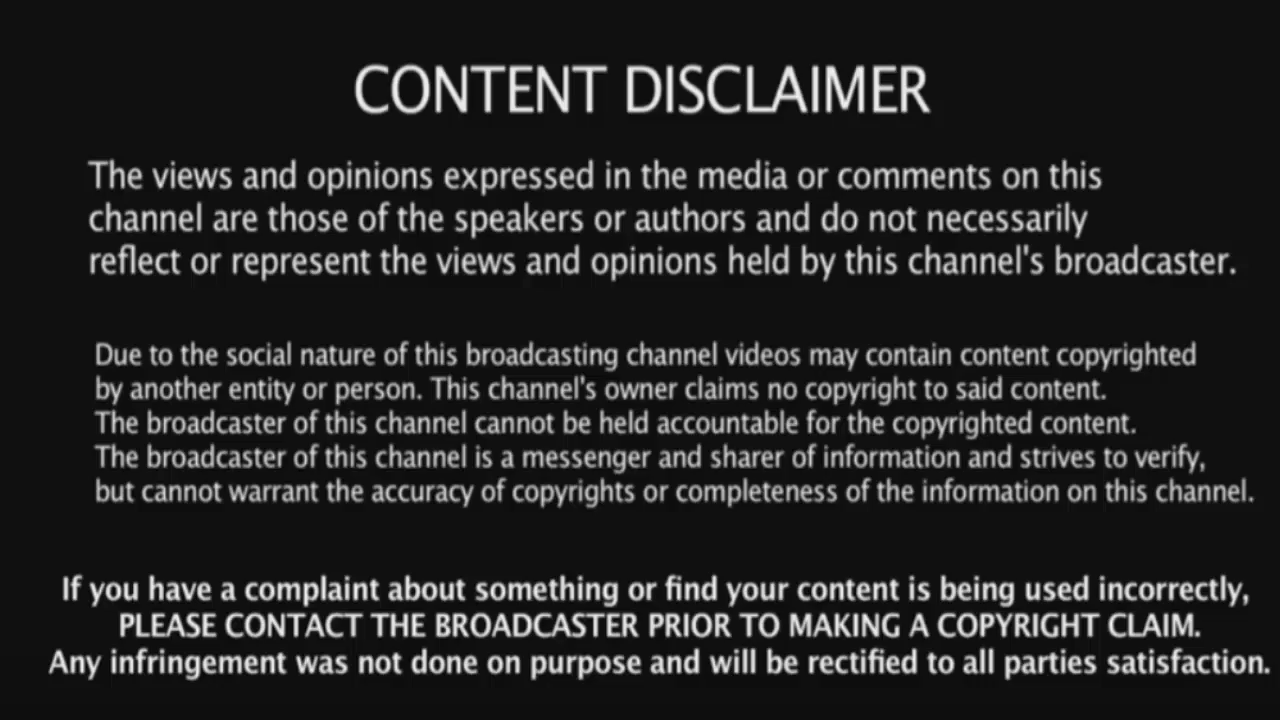 CONTENT DISCLAIMER
The views and opinions expressed in the media or comments on this
channel are those of the speakers or authors and do not necessarily
reflect or represent the views and opinions held by this channel's broadcaster.
Due to the social nature of this broadcasting channel videos may contain content copyrighted
by another entity or person. This channel's owner claims no copyright to said content.
The broadcaster of this channel cannot be held accountable for the copyrighted content.
The broadcaster of this channel is a messenger and sharer of information and strives to verify,
but cannot warrant the accuracy of copyrights or completeness of the information on this channel.
If you have a complaint about something or find your content is being used incorrectly,
PLEASE CONTACT THE BROADCASTER PRIOR TO MAKING A COPYRIGHT CLAIM.
Any infringement was not done on purpose and will be rectified to all parties satisfaction.